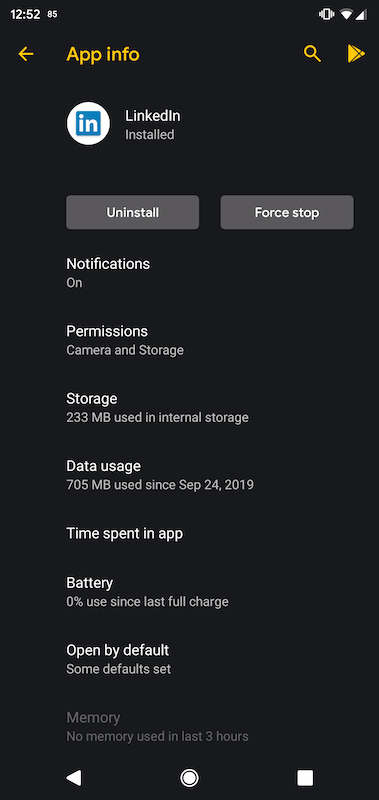 12:52 85
App info
in
LinkedIn
Installed
Uninstall
Force stop
Notifications
On
Permissions
Camera and Storage
Storage
233 MB used in internal storage
Data usage
705 MB used since Sep 24, 2019
Time spent in app
Battery
0% use since last full charge
Open by default
Some defaults set
Memory
No memory used in last 3 hours